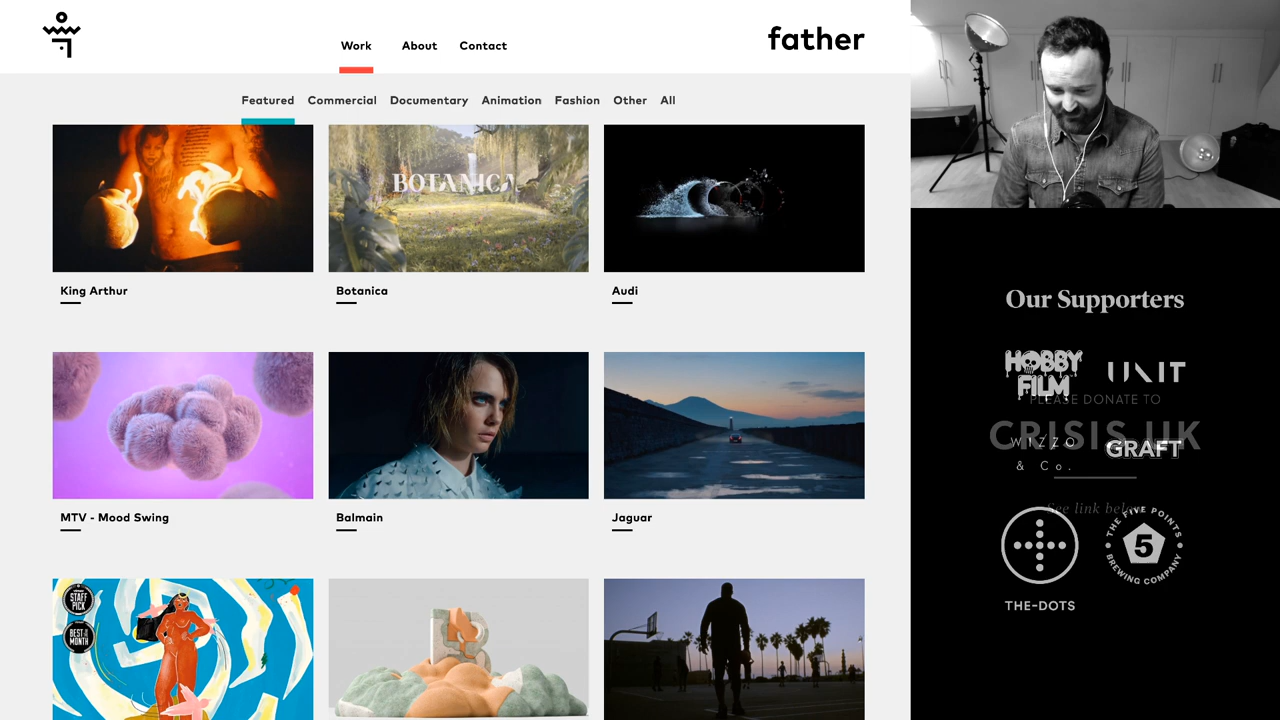 Work About Contact
father
Featured Commercial Documentary Animation Fashion Other All
BOTANICA
King Arthur
Botanica
Audi
MTV - Mood Swing
Balmain
Jaguar
STAFF PICK
BEST OF THE MONTH
Our Supporters
HOBBY FILM
UNIT
PLEASE DONATE TO
CRISIS UK
WIZZO & Co.
GRAFT
See link below
THE FIVE POINTS
5
BREWING COMPANY
THE-DOTS